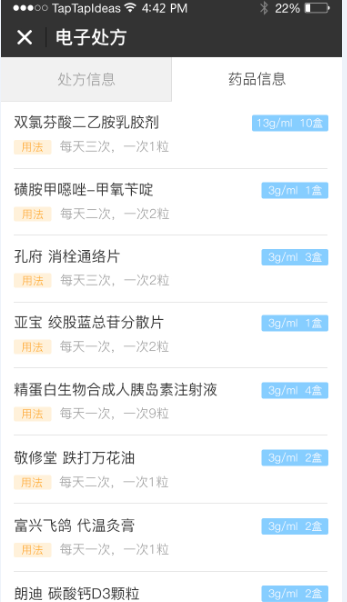 TapTapIdeas 4:42 PM 22%
电子处方
处方信息 药品信息
双氯芬酸二乙胺乳胶剂 13g/ml 10盒
用法 每天三次，一次1粒
磺胺甲噁唑-甲氧苄啶 3g/ml 1盒
用法 每天二次，一次2粒
孔府 消栓通络片 3g/ml 3盒
用法 每天三次，一次2粒
亚宝 绞股蓝总苷分散片 3g/ml 1盒
用法 每天一次，一次2粒
精蛋白生物合成成人胰岛素注射液 3g/ml 4盒
用法 每天一次，一次9粒
敬修堂 跌打万花油 3g/ml 2盒
用法 每天二次，一次1粒
富兴飞鸽 代温灸膏 3g/ml 2盒
用法 每天一次，一次1粒
朗迪 碳酸钙D3颗粒 3g/ml 2盒